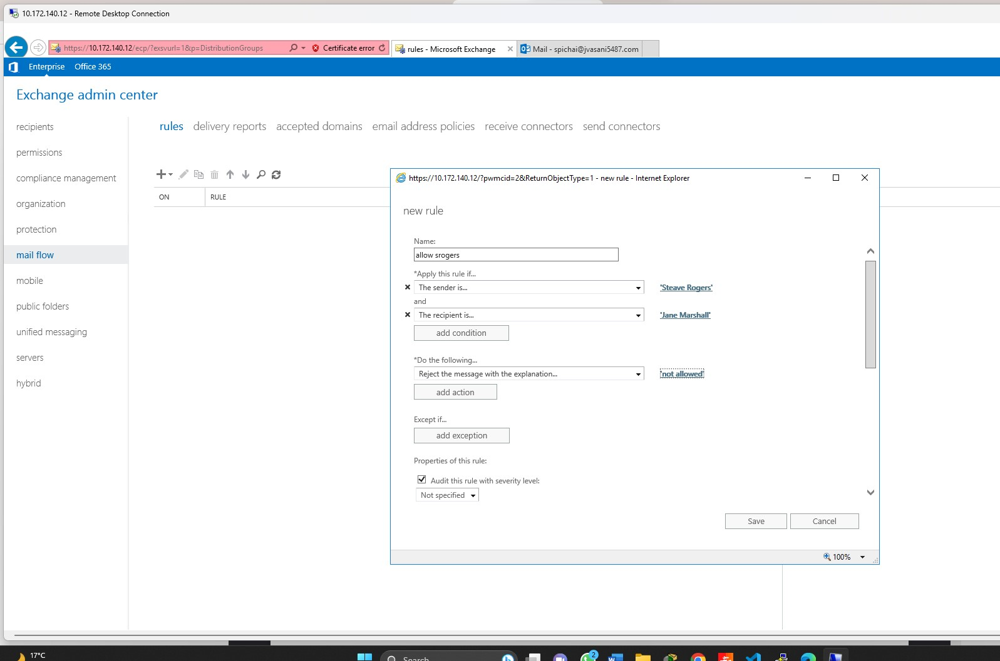 10.172.140.12 - Remote Desktop Connection
https://10.172.140.12/ecp/?exsvurl=1&p=DistributionGroups
Certificate error
rules - Microsoft Exchange
Mail - spichai@jvasani5487.com
Enterprise
Office 365
Exchange admin center
recipients
permissions
compliance management
organization
protection
mail flow
mobile
public folders
unified messaging
servers
hybrid
rules
delivery reports
accepted domains
email address policies
receive connectors
send connectors
ON
RULE
https://10.172.140.12/?pwmcid=2&ReturnObjectType=1 - new rule - Internet Explorer
new rule
Name:
allow srogers
*Apply this rule if...
The sender is...
'Steave Rogers'
and
The recipient is...
'Jane Marshall'
add condition
*Do the following...
Reject the message with the explanation...
'not allowed'
add action
Except if...
add exception
Properties of this rule:
Audit this rule with severity level:
Not specified
Save
Cancel
100%
17°C
Search
2